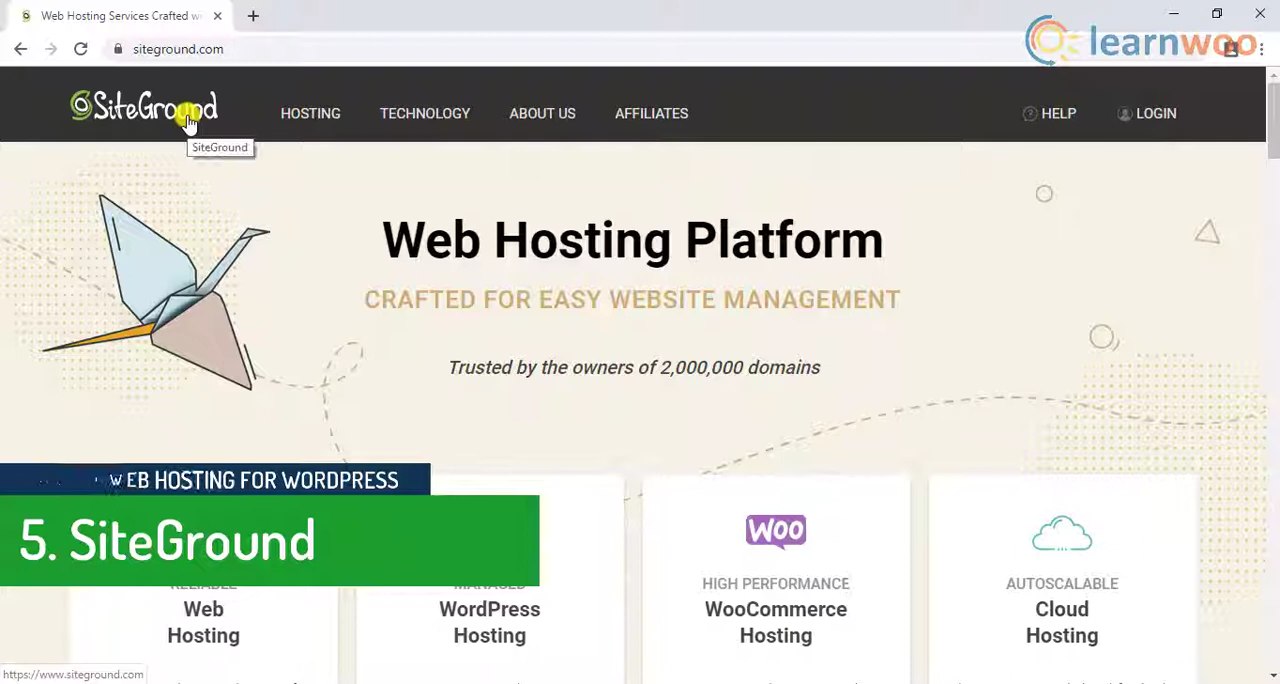 Web Hosting Services Crafted w
siteground.com
learnwoo
SiteGround
HOSTING
TECHNOLOGY
ABOUT US
AFFILIATES
HELP
LOGIN
SiteGround
Web Hosting Platform
CRAFTED FOR EASY WEBSITE MANAGEMENT
Trusted by the owners of 2,000,000 domains
WEB HOSTING FOR WORDPRESS
5. SiteGround
RELIABLE
Web
Hosting
MANAGED
WordPress
Hosting
WOO
HIGH PERFORMANCE
WooCommerce
Hosting
AUTOSCALABLE
Cloud
Hosting
https://www.siteground.com